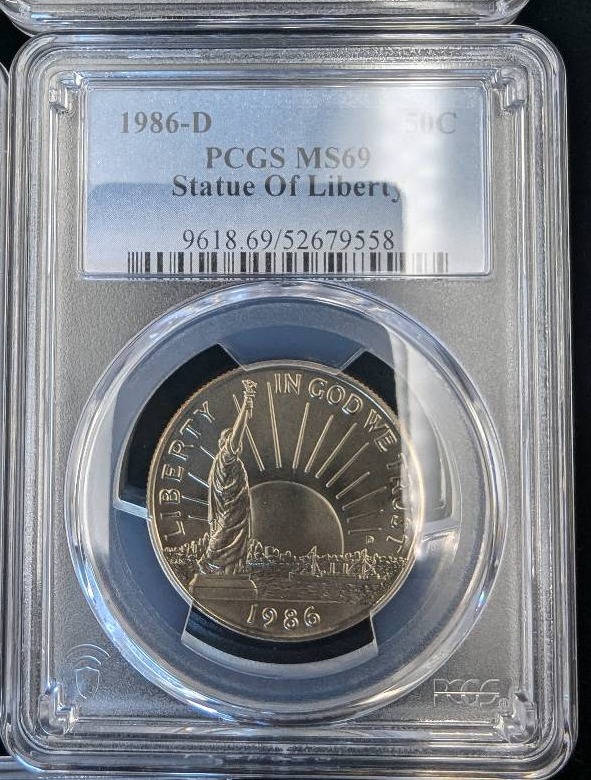 1986-D 50C
PCGS MS69
Statue Of Liberty
9618.69/52679558
LIBERTY
IN GOD WE TRUST
D
1986
PCGS